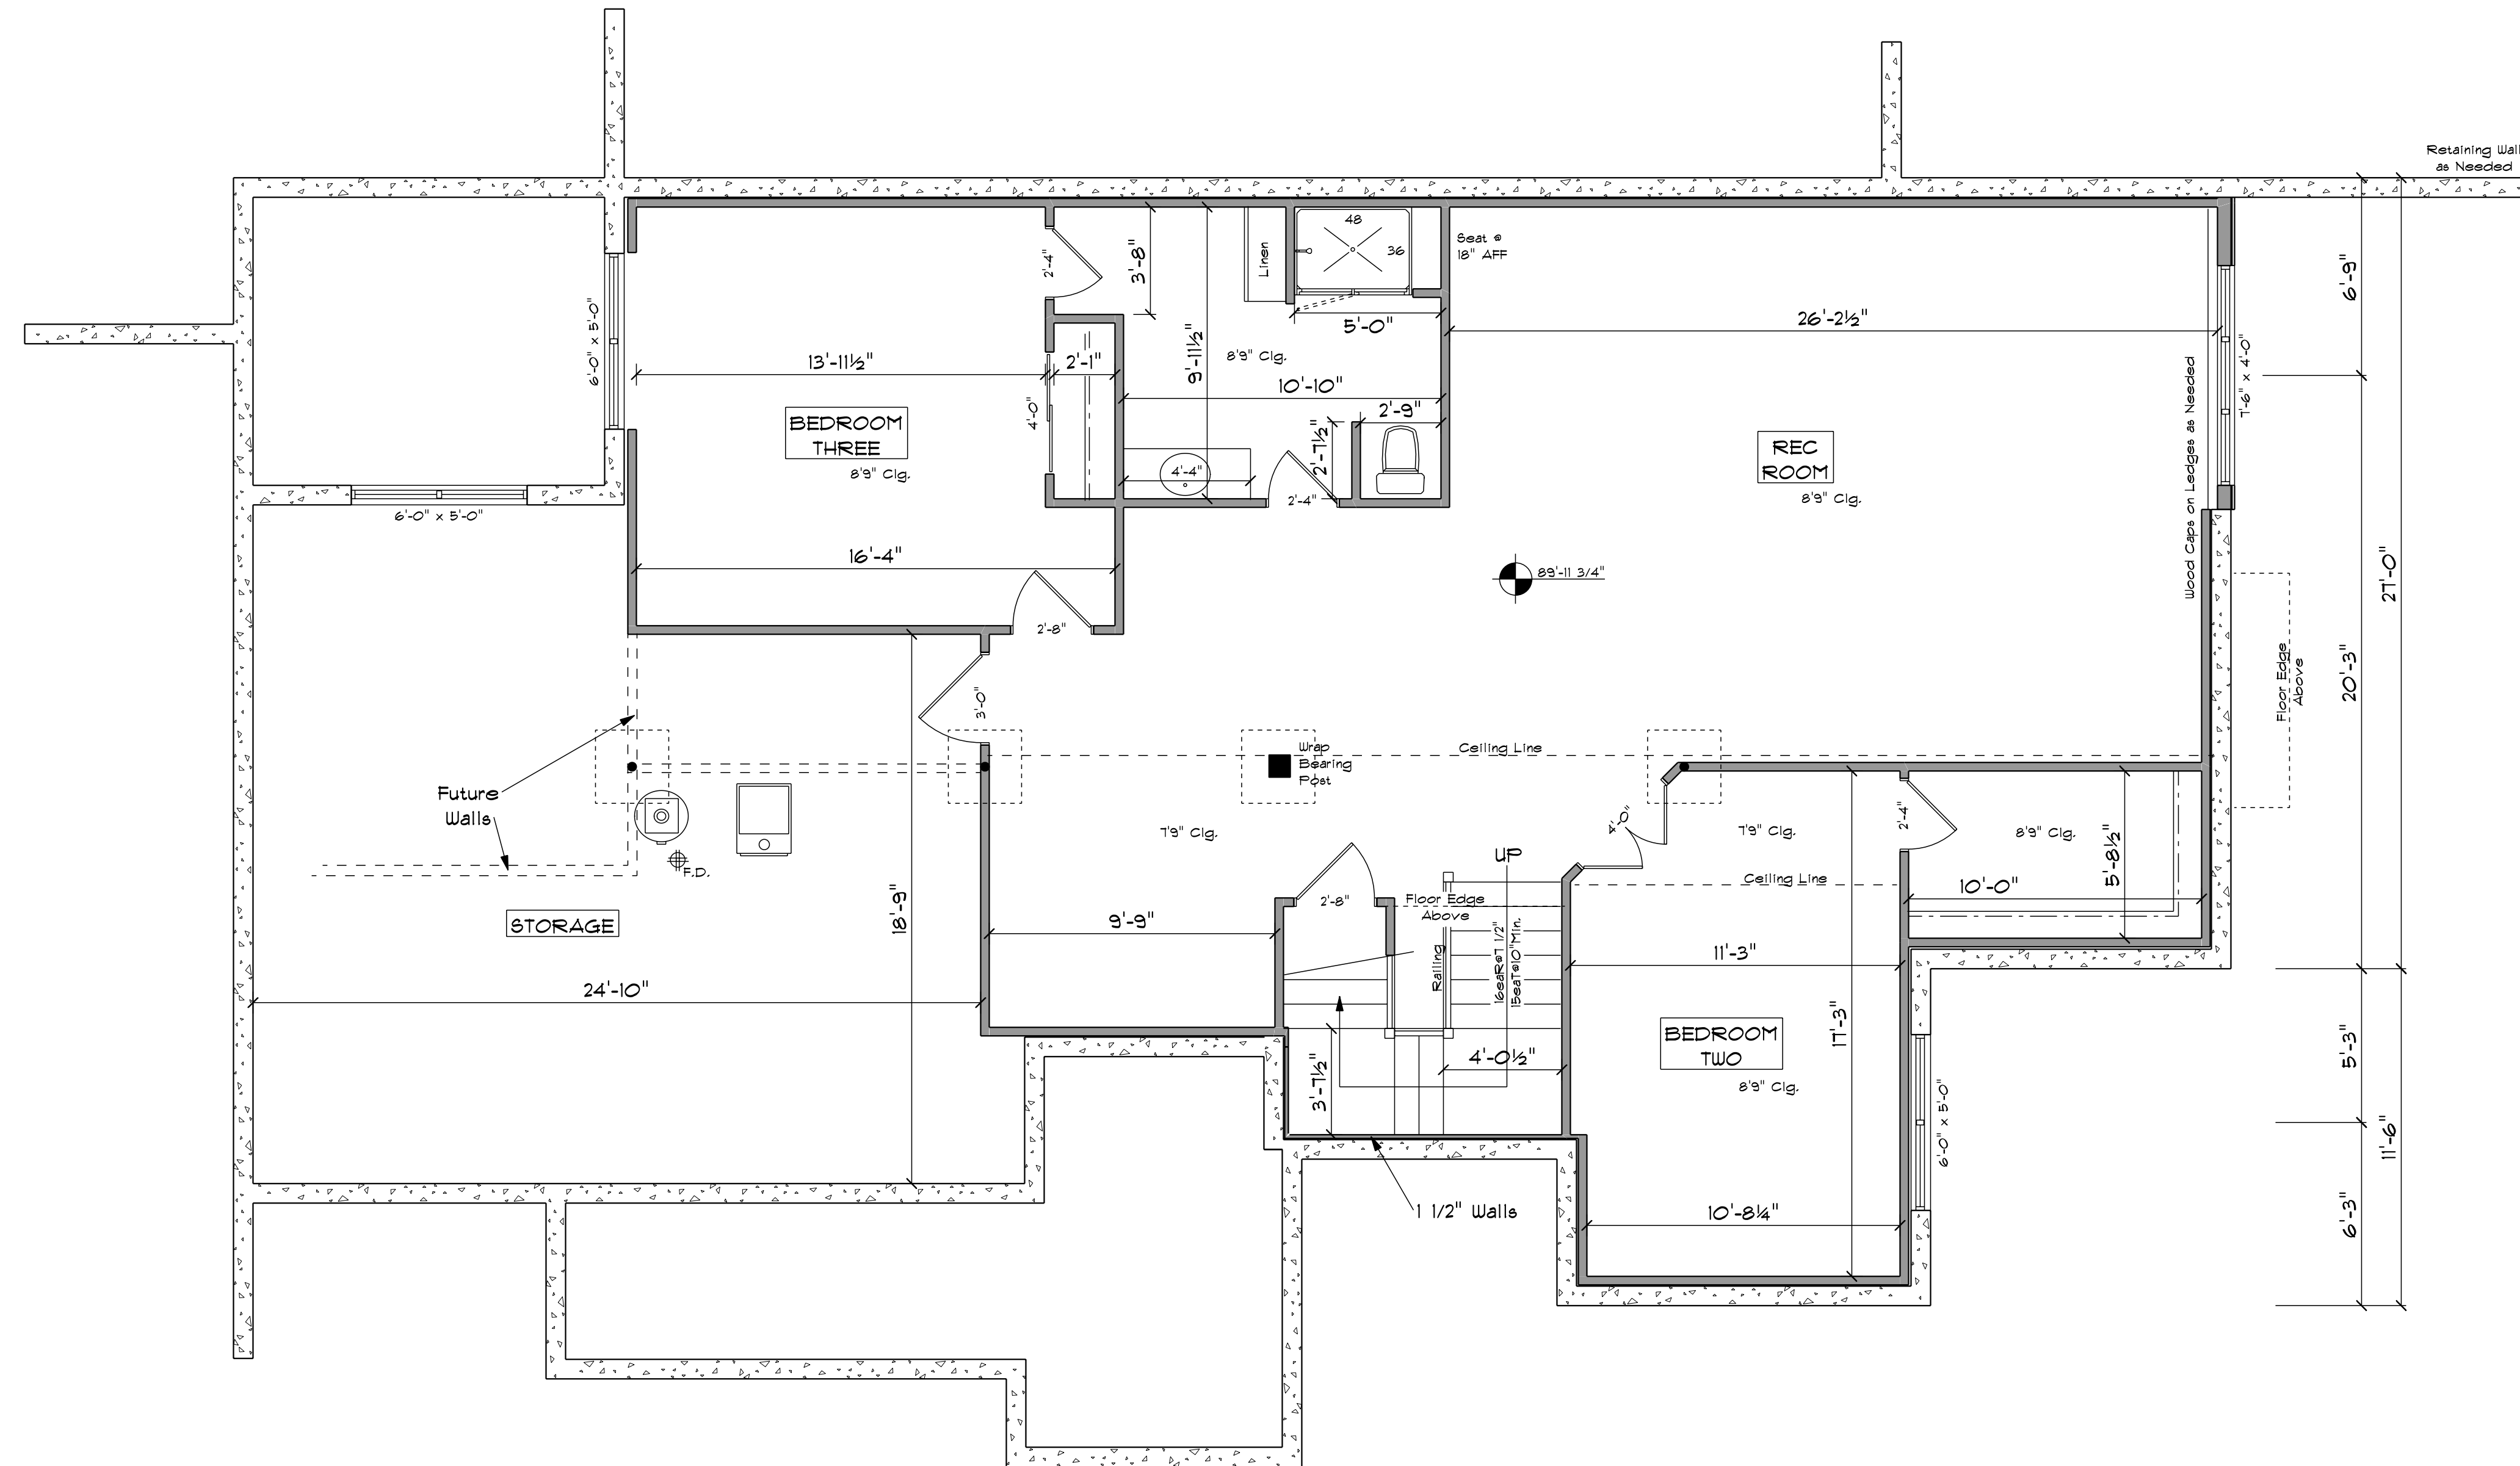 Retaining Wall
as Needed
48
36
Linen
Seat @
18" AFF
2'-4"
3'-8"
6'-0" x 5'-0"
5'-0"
26'-2½"
6'-9"
9'-11½"
8'9" Clg.
13'-11½"
2'-1"
10'-10"
7'-6" x 4'-0"
Wood Caps on Ledges as Needed
4'-0"
2'-9"
BEDROOM
THREE
8'9" Clg.
2'-7½"
4'-4"
2'-4"
REC
ROOM
8'9" Clg.
6'-0" x 5'-0"
16'-4"
89'-11 3/4"
27'-0"
2'-8"
3'-0"
Floor Edge
Above
20'-3"
Wrap
Bearing
Post
Ceiling Line
Future
Walls
F.D.
7'9" Clg.
4'-0"
7'9" Clg.
2'-4"
8'9" Clg.
5'-8½"
UP
Ceiling Line
10'-0"
2'-8"
Floor Edge
Above
18'-9"
STORAGE
9'-9"
Railing
16eaR@7 1/2"
15eaT@10"Min.
11'-3"
24'-10"
17'-3"
BEDROOM
TWO
8'9" Clg.
4'-0½"
3'-7½"
5'-3"
6'-0" x 5'-0"
11'-6"
1 1/2" Walls
10'-8¼"
6'-3"